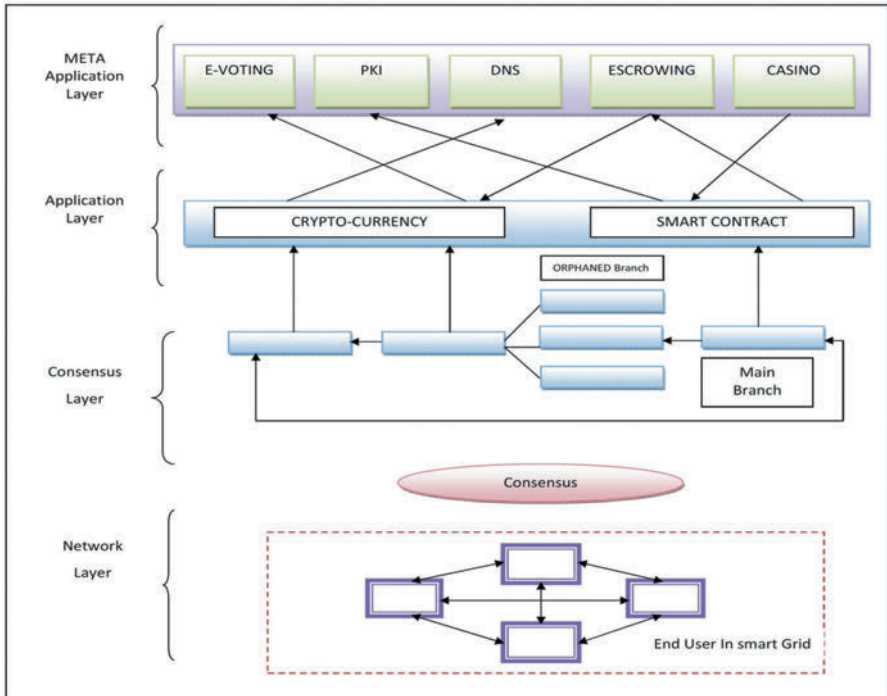 META
Application
Layer
E-VOTING
PKI
DNS
ESCROWING
CASINO
Application
Layer
CRYPTO-CURRENCY
SMART CONTRACT
ORPHANED Branch
Consensus
Layer
Main
Branch
Consensus
Network
Layer
End User In smart Grid